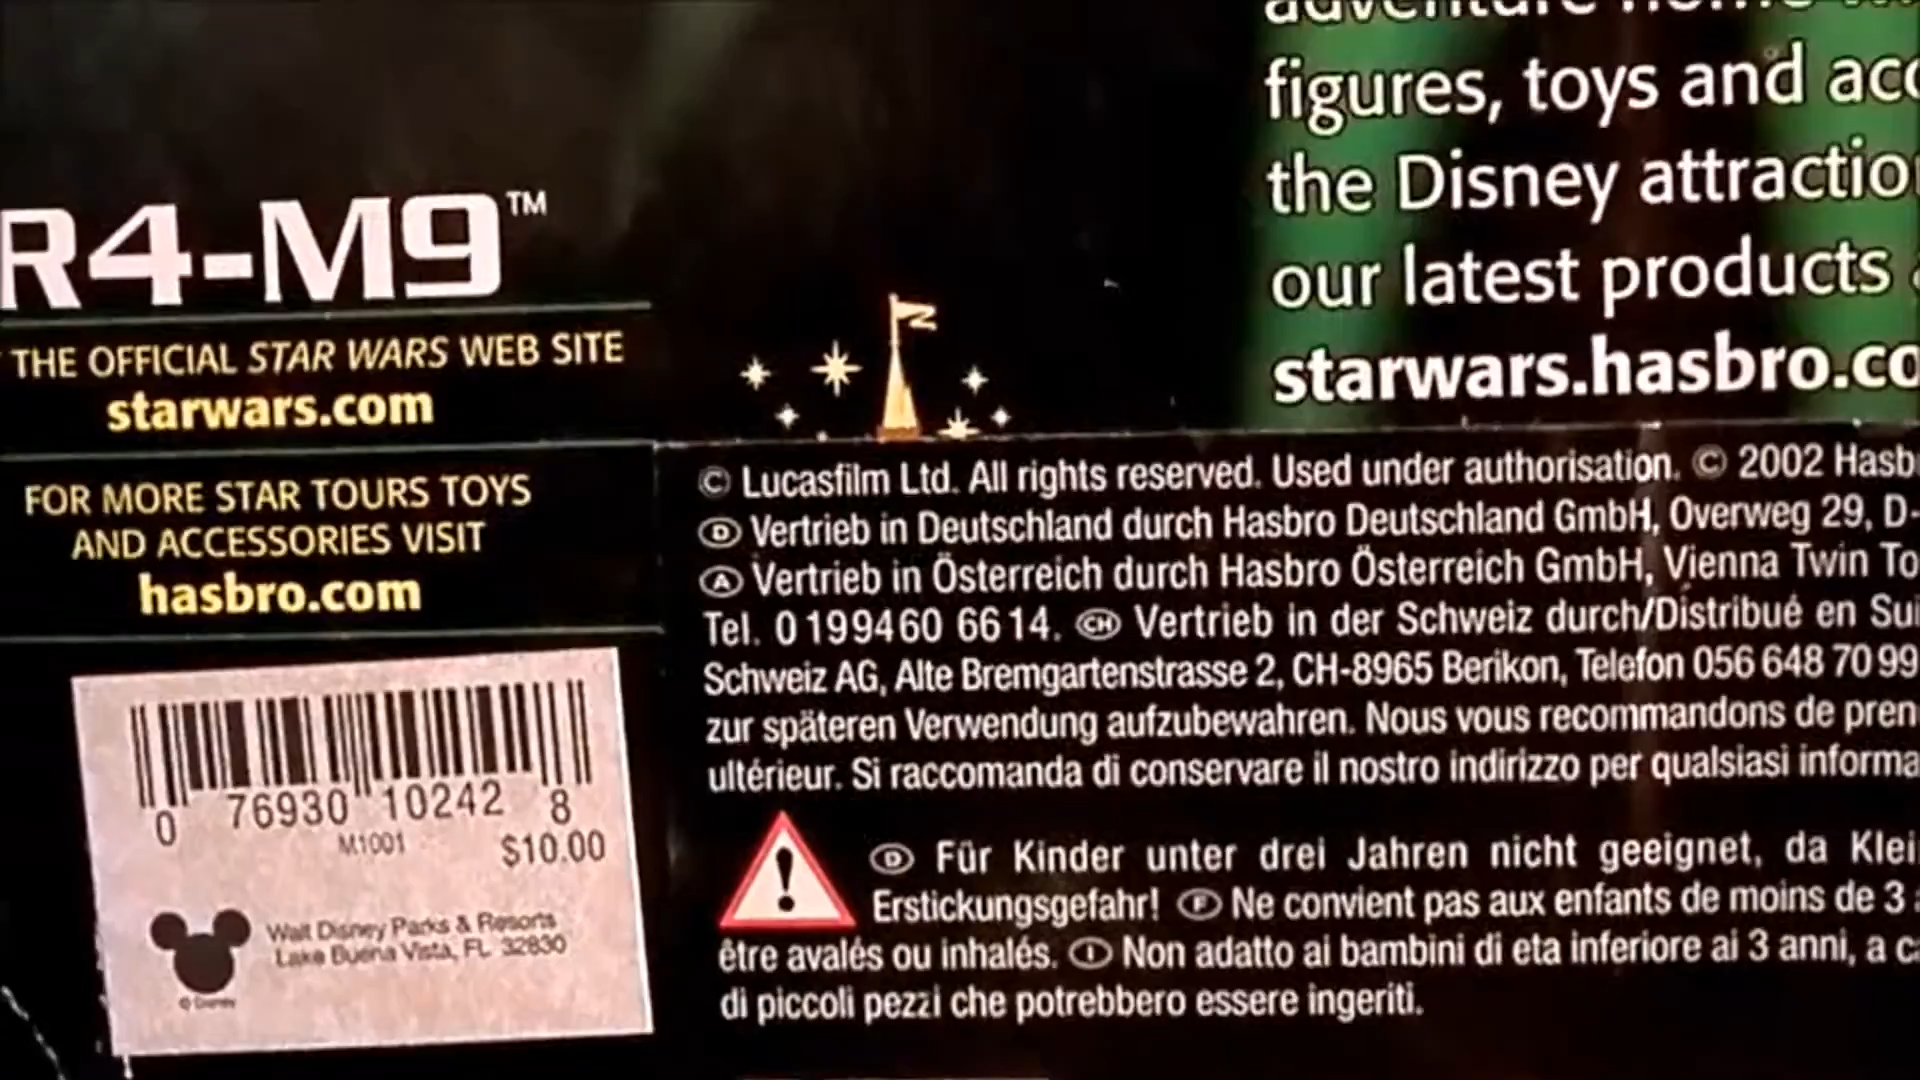 R4-M9™
THE OFFICIAL STAR WARS WEB SITE
starwars.com
FOR MORE STAR TOURS TOYS
AND ACCESSORIES VISIT
hasbro.com
0 76930 10242 8
M1001
$10.00
Walt Disney Parks & Resorts
Lake Buena Vista, FL 32830
© Disney
adventure home
figures, toys and
the Disney
our latest products
starwars.hasbro.co
© Lucasfilm Ltd. All rights reserved. Used under authorisation. © 2002 Hasb
D Vertrieb in Deutschland durch Hasbro Deutschland GmbH, Overweg 29, D-
A Vertrieb in Österreich durch Hasbro Österreich GmbH, Vienna Twin To
Tel. 0 1 99460 66 14. CH Vertrieb in der Schweiz durch/Distribué en Sui
Schweiz AG, Alte Bremgartenstrasse 2, CH-8965 Berikon, Telefon 056 648 70 99
zur späteren Verwendung aufzubewahren. Nous vous recommandons de pren
ultérieur. Si raccomanda di conservare il nostro indirizzo per qualsiasi informa
D Für Kinder unter drei Jahren nicht geeignet, da Klei
Erstickungsgefahr! F Ne convient pas aux enfants de moins de 3
être avalés ou inhalés. I Non adatto ai bambini di eta inferiore ai 3 anni, a
di piccoli pezzi che potrebbero essere ingeriti.